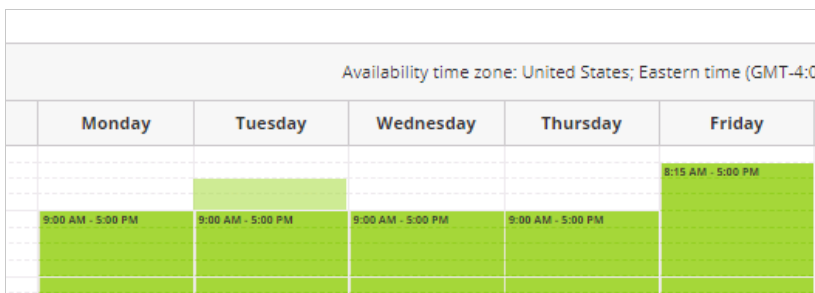 Availability time zone: United States; Eastern time (GMT-4:0
Monday Tuesday Wednesday Thursday Friday
8:15 AM - 5:00 PM
9:00 AM - 5:00 PM 9:00 AM - 5:00 PM 9:00 AM - 5:00 PM 9:00 AM - 5:00 PM